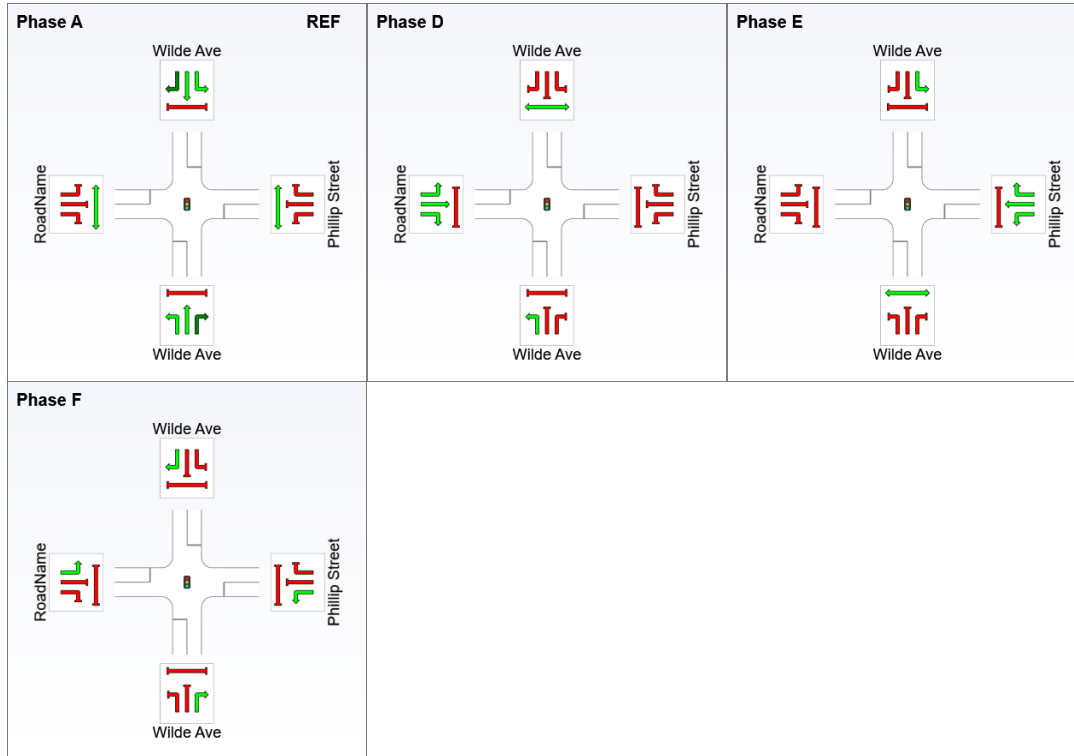 Phase A
REF
Wilde Ave
RoadName
Phillip Street
Wilde Ave
Phase D
Wilde Ave
RoadName
Phillip Street
Wilde Ave
Phase E
Wilde Ave
RoadName
Phillip Street
Wilde Ave
Phase F
Wilde Ave
RoadName
Phillip Street
Wilde Ave